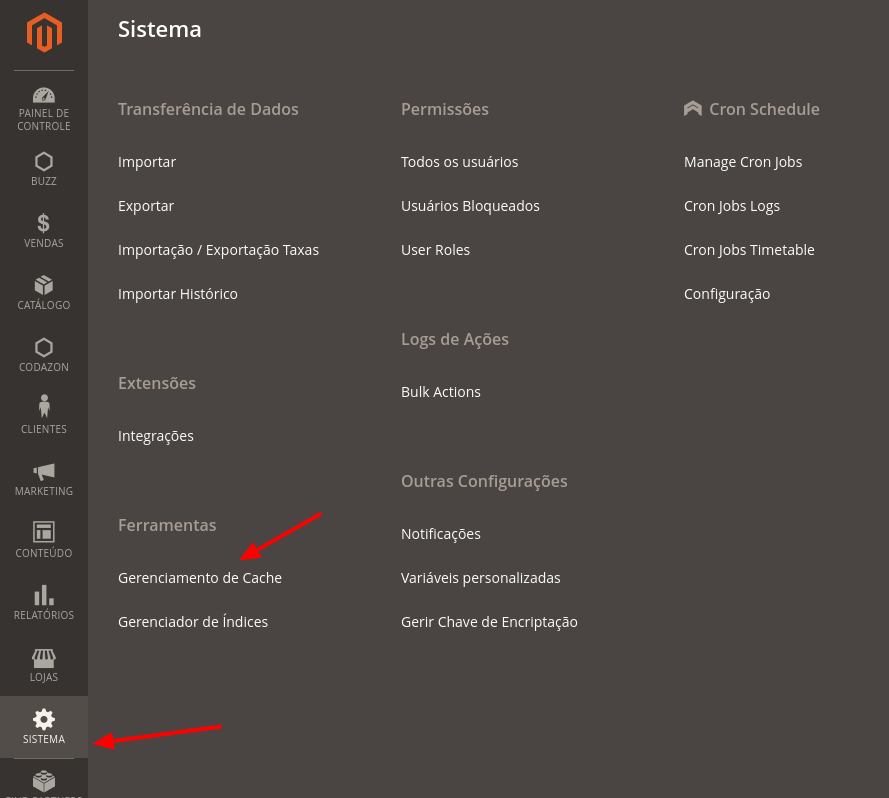 PAINEL DE
CONTROLE
BUZZ
VENDAS
CATÁLOGO
CODAZON
CLIENTES
MARKETING
CONTEÚDO
RELATÓRIOS
LOJAS
SISTEMA
Sistema
Transferência de Dados
Importar
Exportar
Importação / Exportação Taxas
Importar Histórico
Extensões
Integrações
Ferramentas
Gerenciamento de Cache
Gerenciador de Índices
Permissões
Todos os usuários
Usuários Bloqueados
User Roles
Logs de Ações
Bulk Actions
Outras Configurações
Notificações
Variáveis personalizadas
Gerir Chave de Encriptação
Cron Schedule
Manage Cron Jobs
Cron Jobs Logs
Cron Jobs Timetable
Configuração